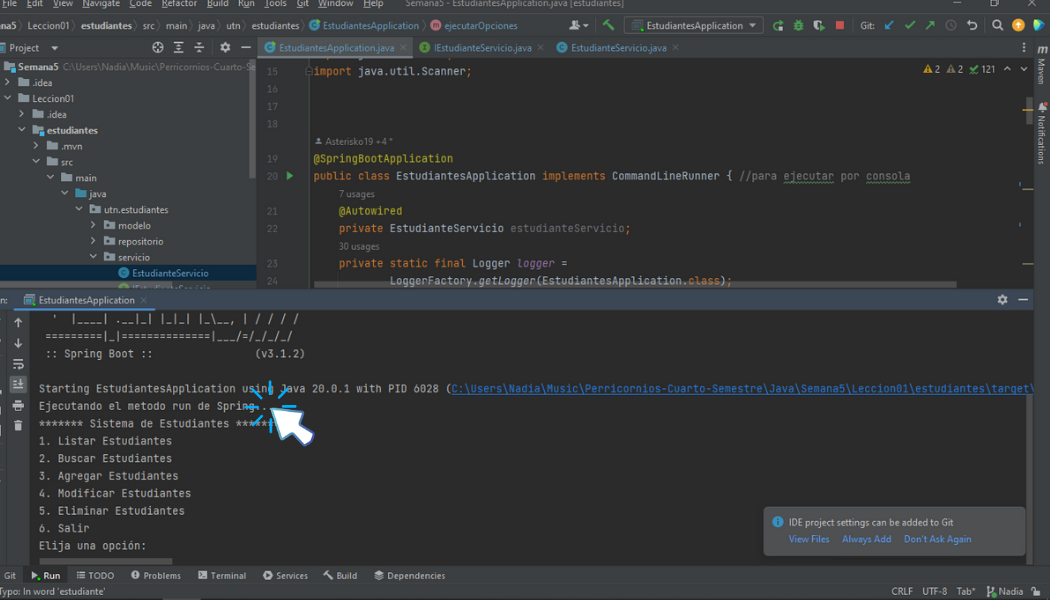 File Edit View Navigate Code Refactor Build Run Tools Git Window Help Semana5 - EstudiantesApplication.java [estudiantes]
na5 Leccion01 estudiantes src main java utn estudiantes EstudiantesApplication ejecutarOpciones EstudiantesApplication Git:
Project EstudiantesApplication.java IEstudianteServicio.java EstudianteServicio.java
Semana5 C:\Users\Nadia\Music\Perricornios-Cuarto-Se
.idea
Leccion01
.idea
estudiantes
.mvn
src
main
java
utn.estudiantes
modelo
repositorio
servicio
EstudianteServicio
15 import java.util.Scanner;
2 2 121
16
17
18
Asterisko19 +4 *
19 @SpringBootApplication
20 public class EstudiantesApplication implements CommandLineRunner { //para ejecutar por consola
7 usages
21 @Autowired
22 private EstudianteServicio estudianteServicio;
30 usages
23 private static final Logger logger =
24 LoggerFactory.getLogger(EstudiantesApplication.class);
Maven
Notifications
n: EstudiantesApplication
' |____| .__|_| |_|_| |_\__, | / / / /
=========|_|==============|___/=/_/_/_/
:: Spring Boot :: (v3.1.2)
Starting EstudiantesApplication using Java 20.0.1 with PID 6028 (C:\Users\Nadia\Music\Perricornios-Cuarto-Semestre\Java\Semana5\Leccion01\estudiantes\target\
Ejecutando el metodo run de Spring...
******* Sistema de Estudiantes *****
1. Listar Estudiantes
2. Buscar Estudiantes
3. Agregar Estudiantes
4. Modificar Estudiantes
5. Eliminar Estudiantes
6. Salir
Elija una opción:
IDE project settings can be added to Git
View Files Always Add Don't Ask Again
Git Run TODO Problems Terminal Services Build Dependencies
Typo: In word 'estudiante' CRLF UTF-8 Tab* Nadia